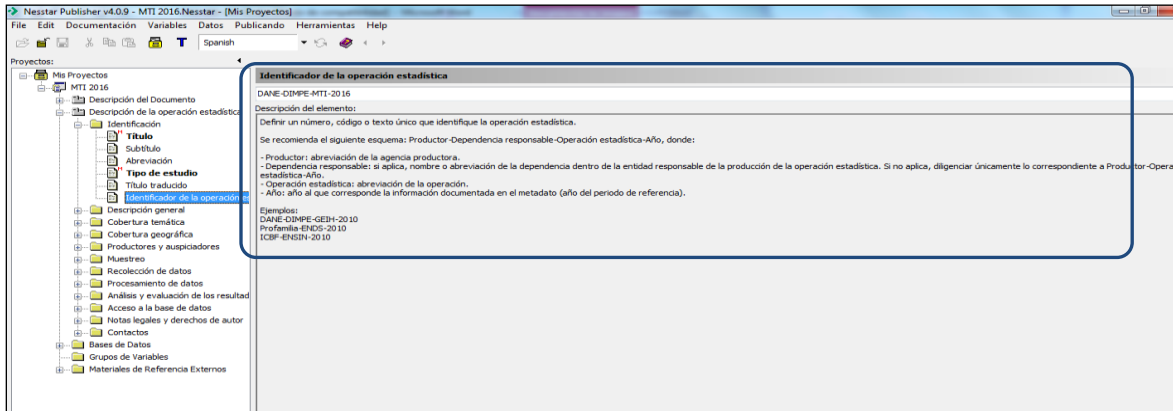 Nesstar Publisher v4.0.9 - MTI 2016.Nesstar - [Mis Proyectos]
File Edit Documentación Variables Datos Publicando Herramientas Help
Spanish
Proyectos:
Mis Proyectos
MTI 2016
Descripción del Documento
Descripción de la operación estadística
Identificación
Título
Subtítulo
Abreviación
Tipo de estudio
Título traducido
Identificador de la operación es
Descripción general
Cobertura temática
Cobertura geográfica
Productores y auspiciadores
Muestreo
Recolección de datos
Procesamiento de datos
Análisis y evaluación de los resultad
Acceso a la base de datos
Notas legales y derechos de autor
Contactos
Bases de Datos
Grupos de Variables
Materiales de Referencia Externos
Identificador de la operación estadística
DANE-DIMPE-MTI-2016
Descripción del elemento:
Definir un número, código o texto único que identifique la operación estadística.
Se recomienda el siguiente esquema: Productor-Dependencia responsable-Operación estadística-Año, donde:
- Productor: abreviación de la agencia productora.
- Dependencia responsable: si aplica, nombre o abreviación de la dependencia dentro de la entidad responsable de la producción de la operación estadística. Si no aplica, diligenciar únicamente lo correspondiente a Productor-Opera
estadística-Año.
- Operación estadística: abreviación de la operación.
- Año: año al que corresponde la información documentada en el metadato (año del periodo de referencia).
Ejemplos:
DANE-DIMPE-GEIH-2010
Profamilia-ENDS-2010
ICBF-ENSIN-2010